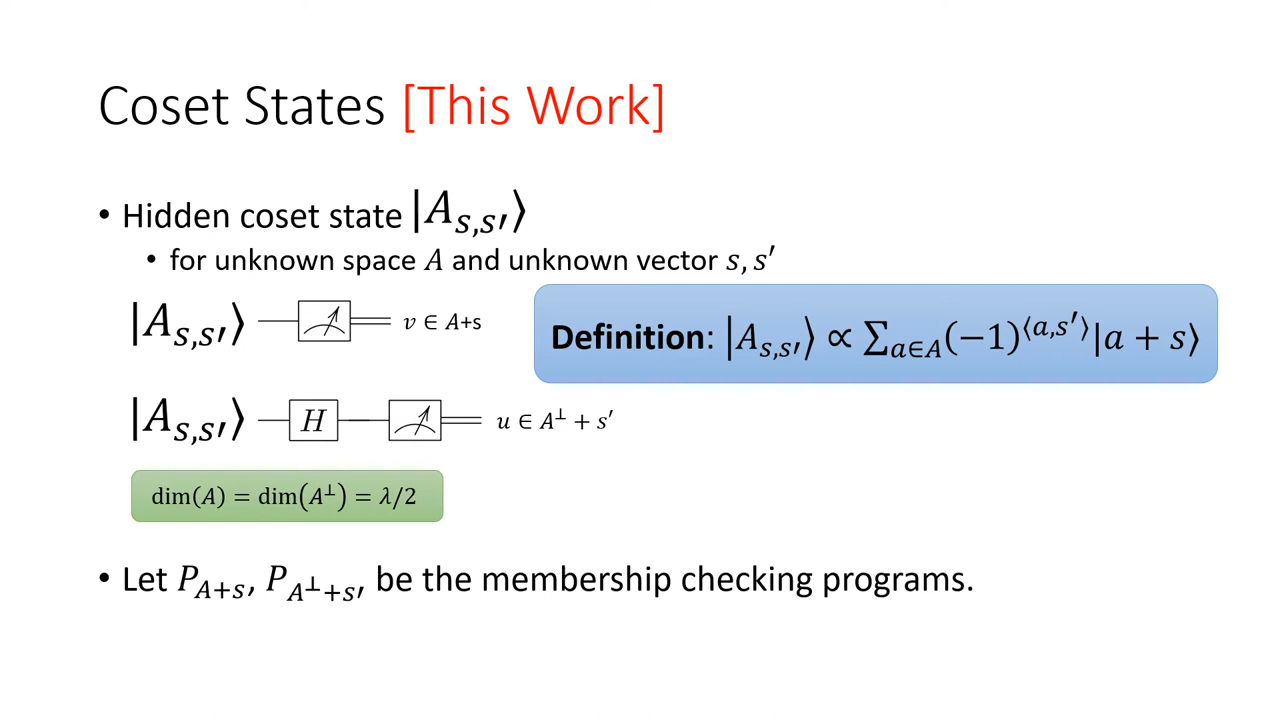 Coset States [This Work]
• Hidden coset state |A_{s,s′}⟩
• for unknown space A and unknown vector s, s′
|A_{s,s′}⟩ v ∈ A+s
Definition: |A_{s,s′}⟩ ∝ ∑_{a∈A}(−1)^{⟨a,s′⟩}|a + s⟩
|A_{s,s′}⟩ H u ∈ A^⊥ + s′
dim(A) = dim(A^⊥) = λ/2
• Let P_{A+s}, P_{A^⊥+s′} be the membership checking programs.